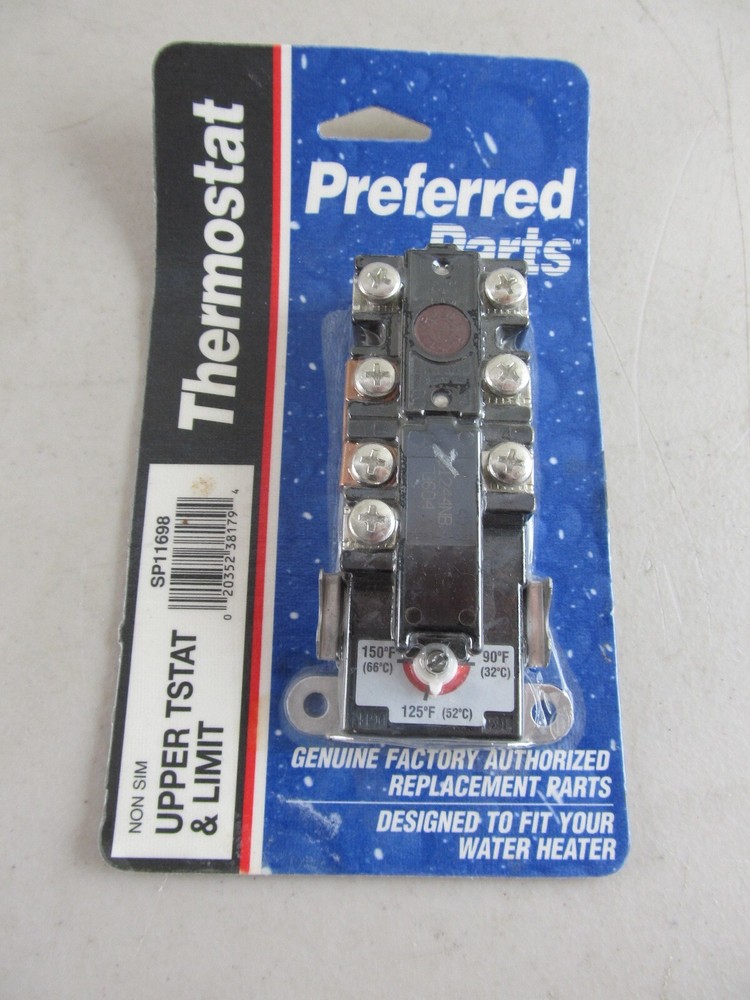 Thermostat
Preferred
Parts™
SP11698
0 20352 38179 4
NON SIM
UPPER TSTAT
& LIMIT
150°F
(66°C)
90°F
(32°C)
125°F (52°C)
GENUINE FACTORY AUTHORIZED
REPLACEMENT PARTS
DESIGNED TO FIT YOUR
WATER HEATER